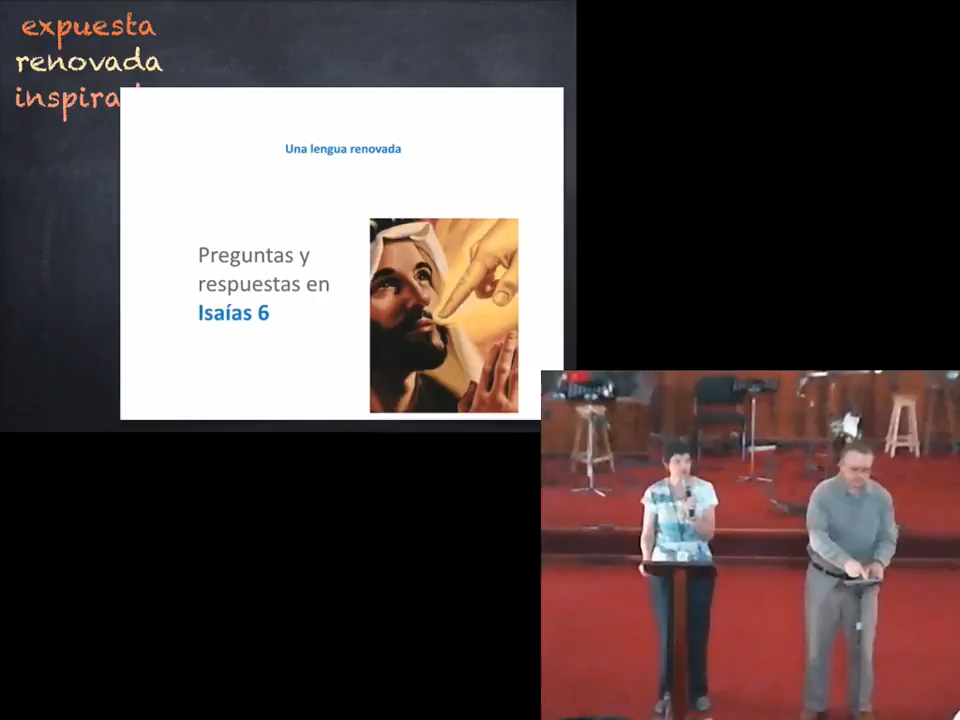 expuesta
renovada
Una lengua renovada
Preguntas y
respuestas en
Isaías 6